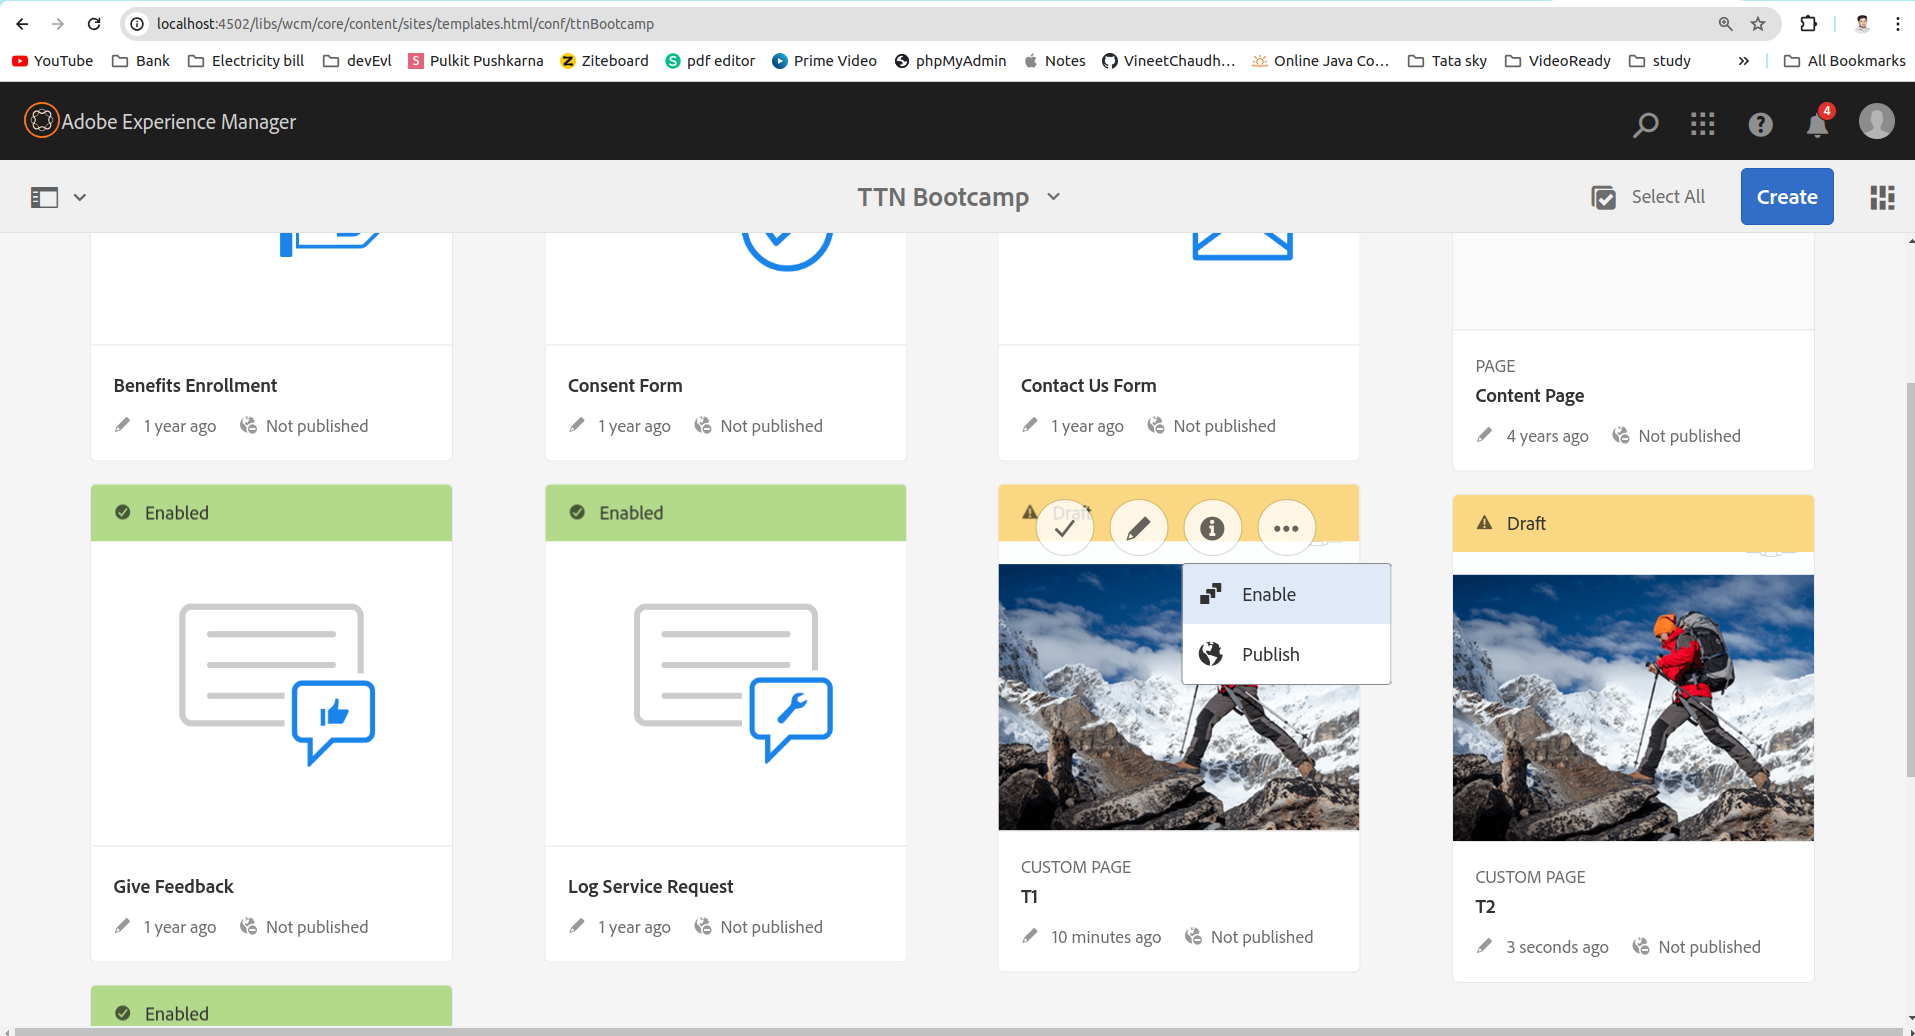 localhost:4502/libs/wcm/core/content/sites/templates.html/conf/ttnBootcamp
YouTube Bank Electricity bill devEvl S Pulkit Pushkarna Z Ziteboard S pdf editor Prime Video phpMyAdmin Notes VineetChaudh... Online Java Co... Tata sky VideoReady study » All Bookmarks
Adobe Experience Manager ? 4
TTN Bootcamp Select All Create
Benefits Enrollment
1 year ago Not published
Consent Form
1 year ago Not published
Contact Us Form
1 year ago Not published
PAGE
Content Page
4 years ago Not published
Enabled
Give Feedback
1 year ago Not published
Enabled
Log Service Request
1 year ago Not published
Draft
Enable
Publish
CUSTOM PAGE
T1
10 minutes ago Not published
Draft
CUSTOM PAGE
T2
3 seconds ago Not published
Enabled